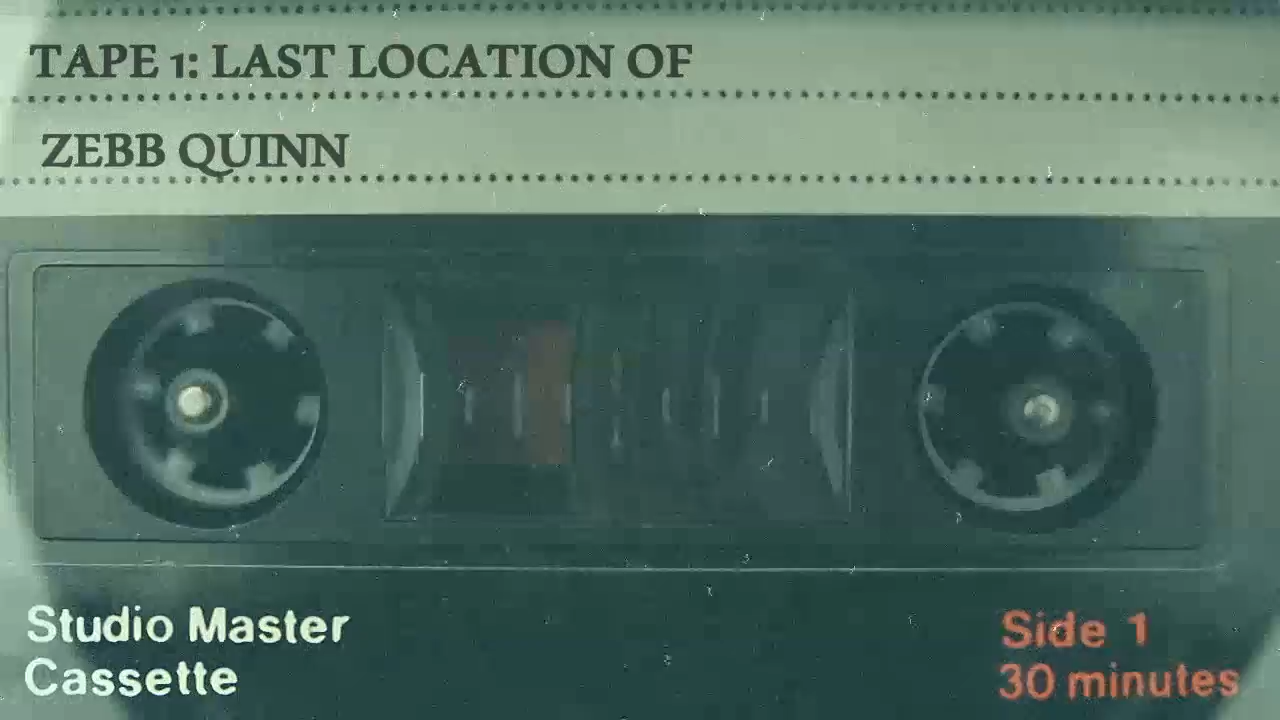 TAPE 1: LAST LOCATION OF
ZEBB QUINN
Studio Master
Cassette
Side 1
30 minutes